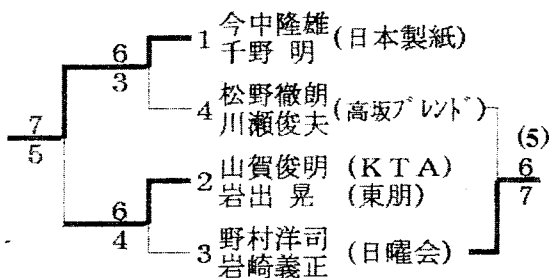 6
3
1 今中隆雄 (日本製紙)
千野 明
4 松野徹朗 (高坂ブレンド)
川瀬俊夫
7
5
(5)
6
7
2 山賀俊明 (KTA)
岩出 晃 (東朋)
6
4
3 野村洋司 (日曜会)
岩崎義正